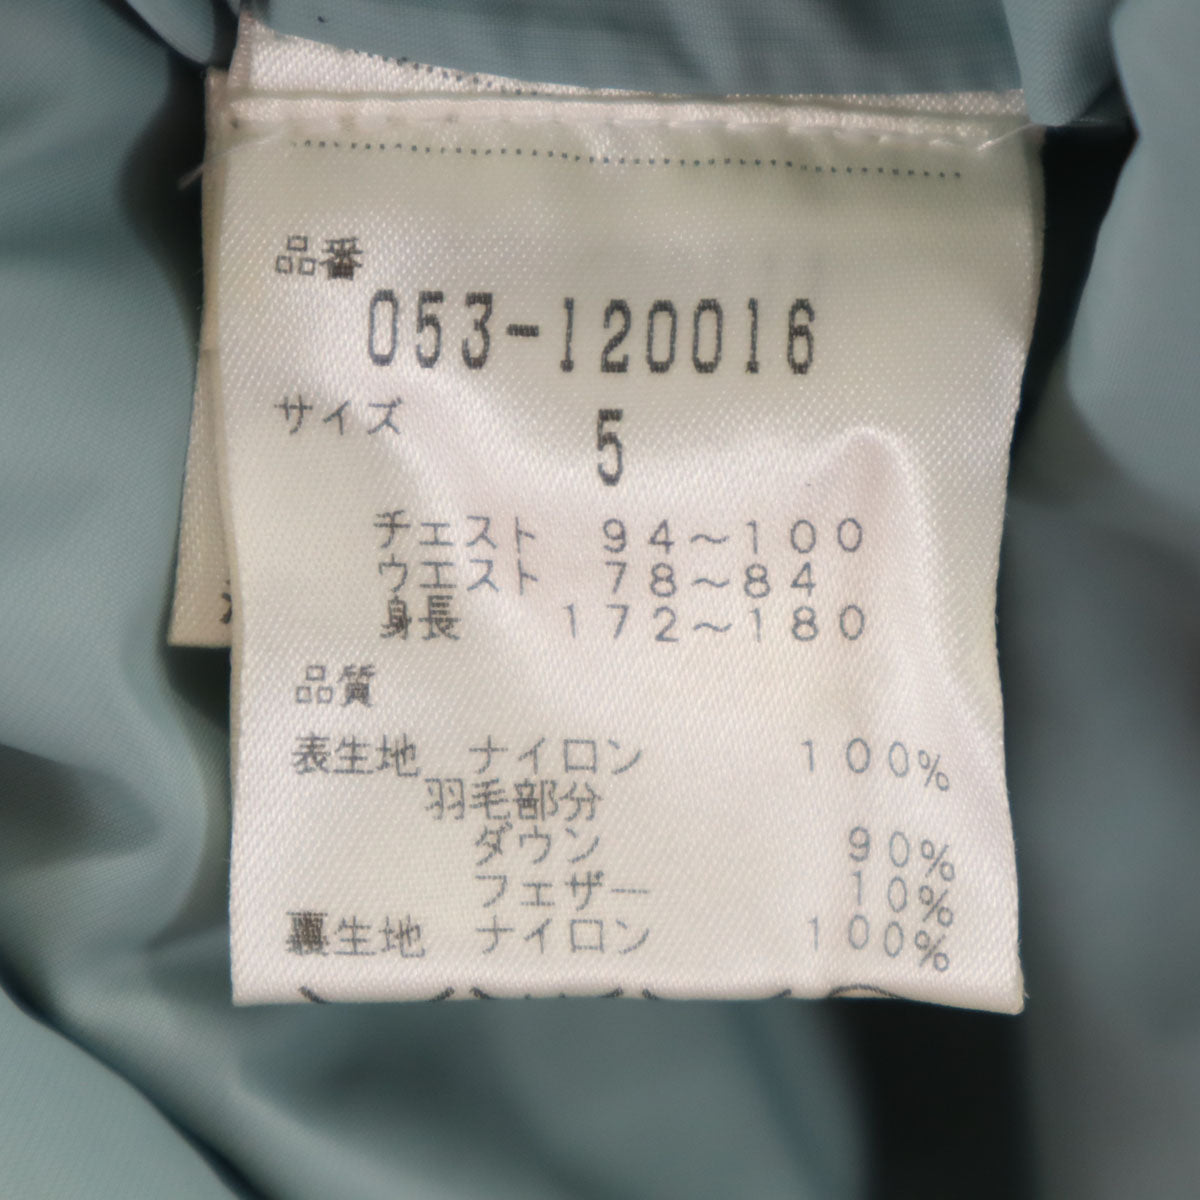 品番
053-120016
サイズ 5
チェスト 94～100
ウエスト 78～84
身長 172～180
品質
表生地 ナイロン 100%
羽毛部分
ダウン 90%
フェザー 10%
裏生地 ナイロン 100%